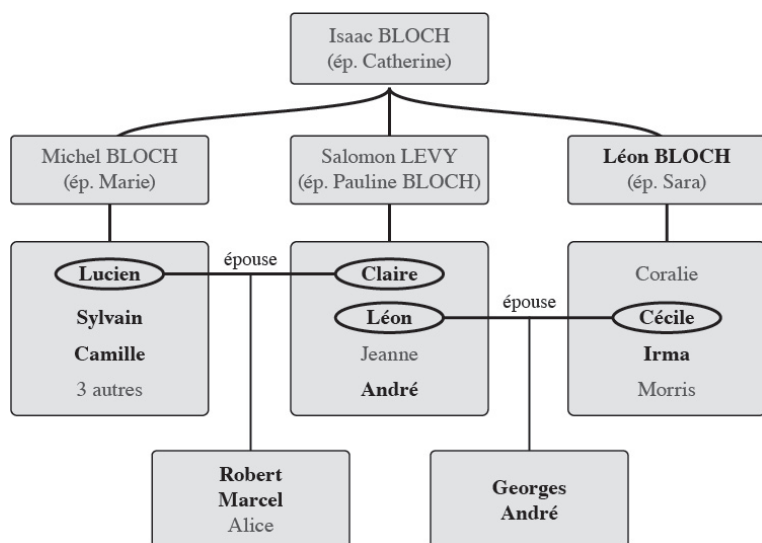 Isaac BLOCH
(ép. Catherine)
Michel BLOCH
(ép. Marie)
Salomon LEVY
(ép. Pauline BLOCH)
Léon BLOCH
(ép. Sara)
Lucien
Sylvain
Camille
3 autres
épouse
Claire
Léon
Jeanne
André
épouse
Coralie
Cécile
Irma
Morris
Robert
Marcel
Alice
Georges
André